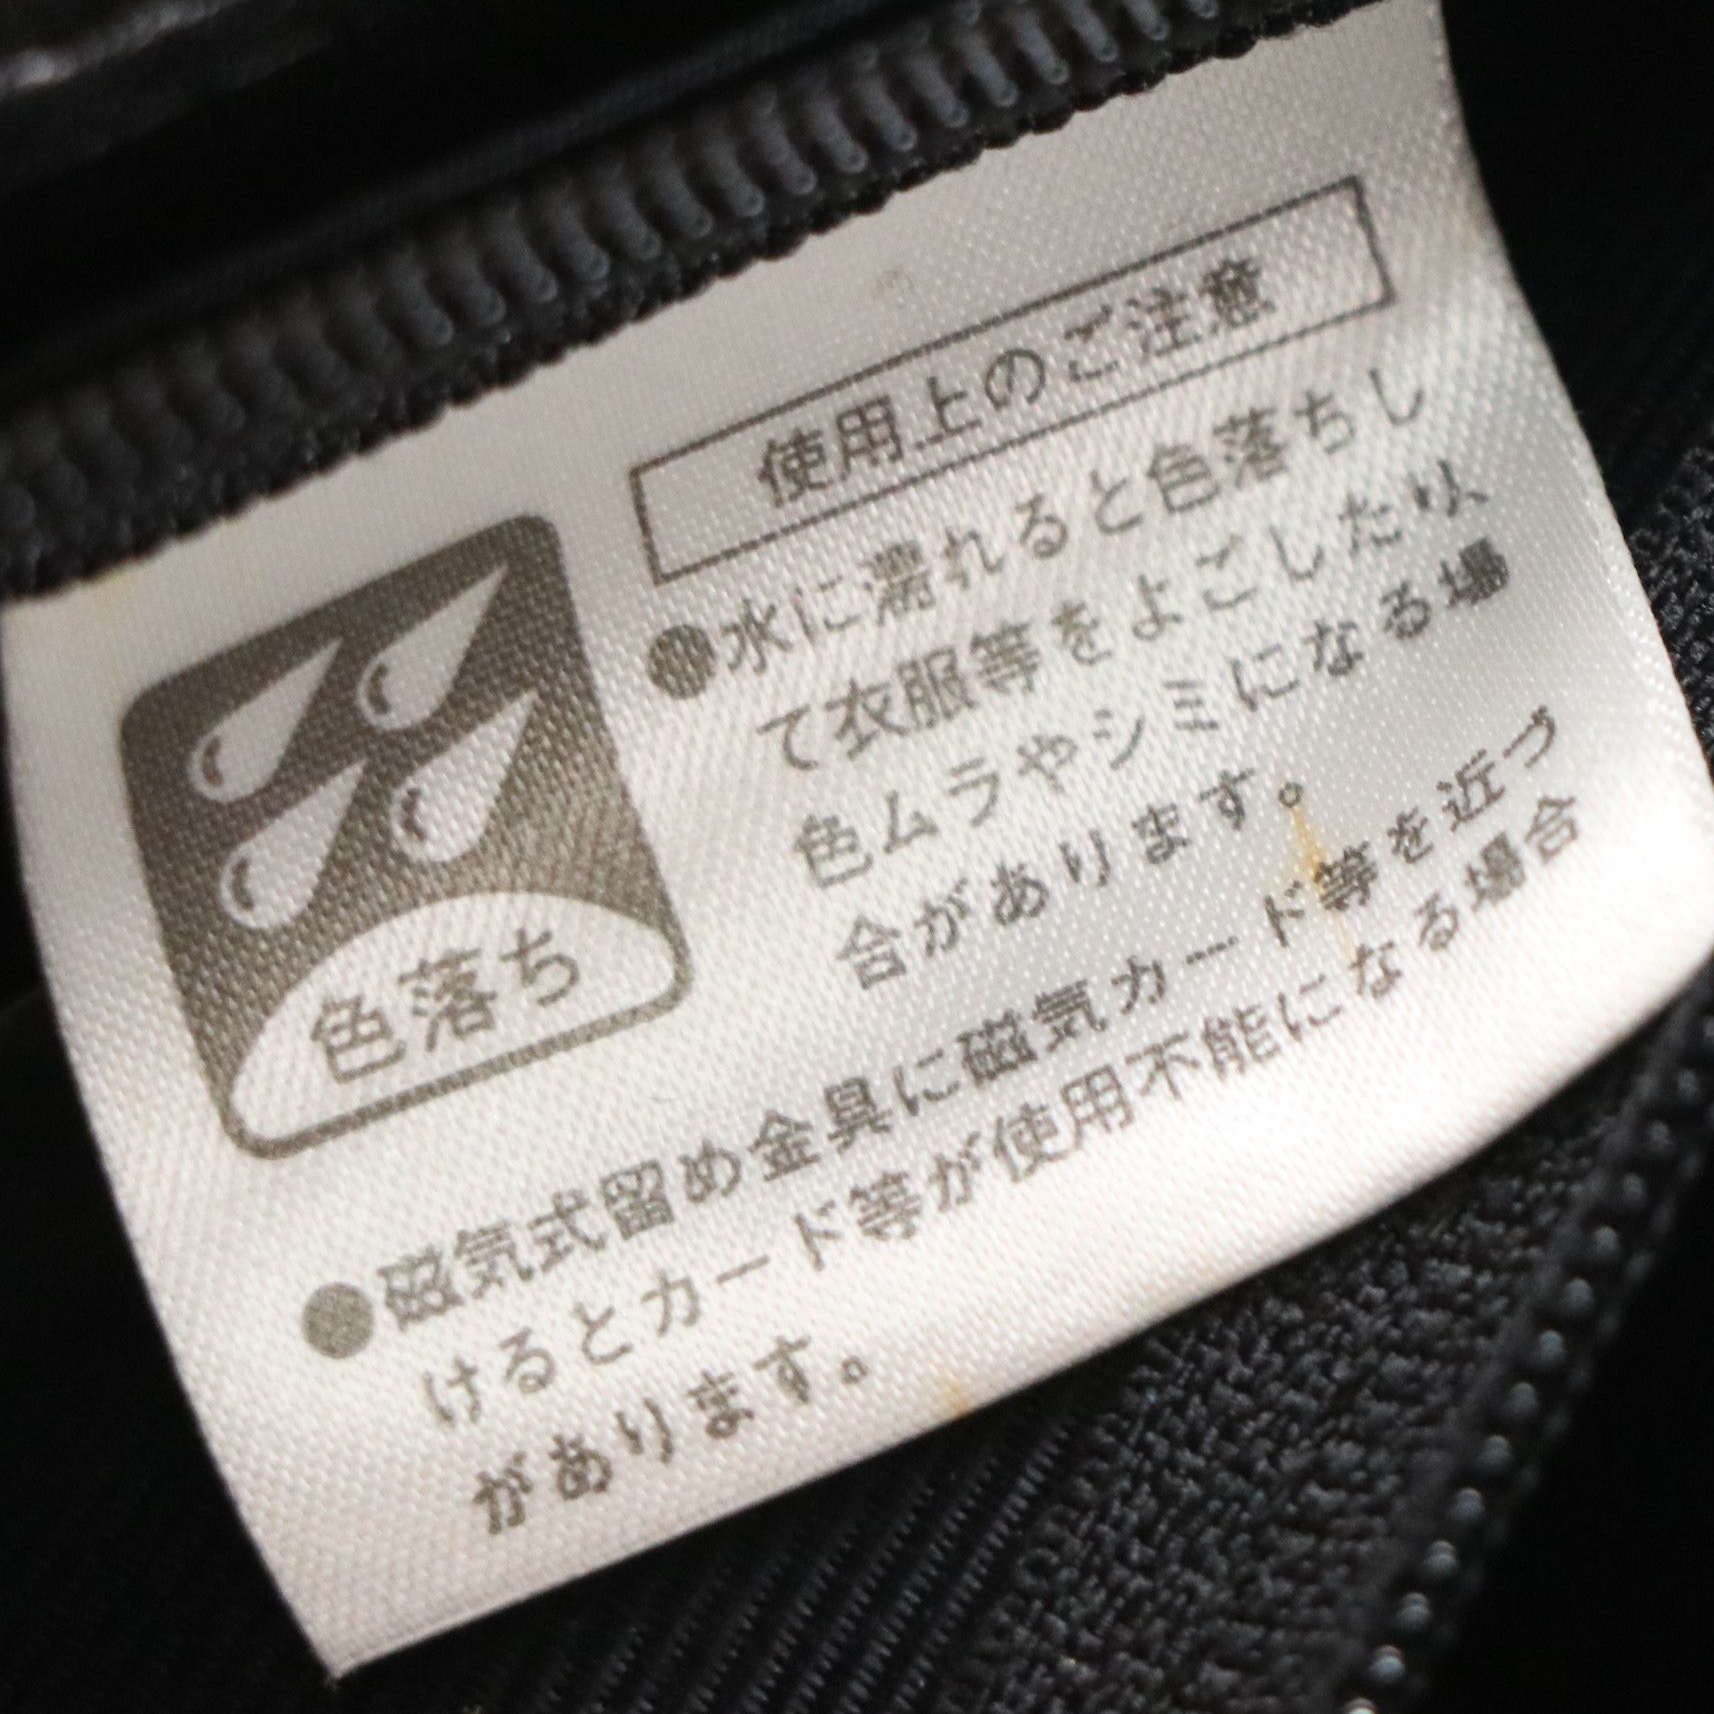 使用上のご注意
●水に濡れると色落ちし
て衣服等をよごしたり、
色ムラやシミになる場
合があります。
色落ち
●磁気式留め金具に磁気カード等を近づ
けるとカード等が使用不能になる場合
があります。